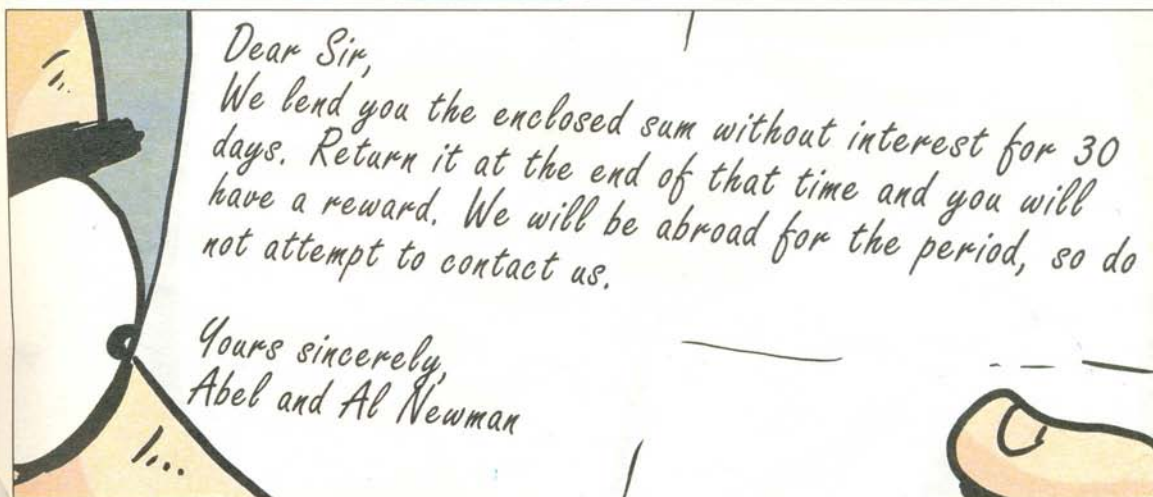 Dear Sir,
We lend you the enclosed sum without interest for 30
days. Return it at the end of that time and you will
have a reward. We will be abroad for the period, so do
not attempt to contact us.
Yours sincerely,
Abel and Al Newman